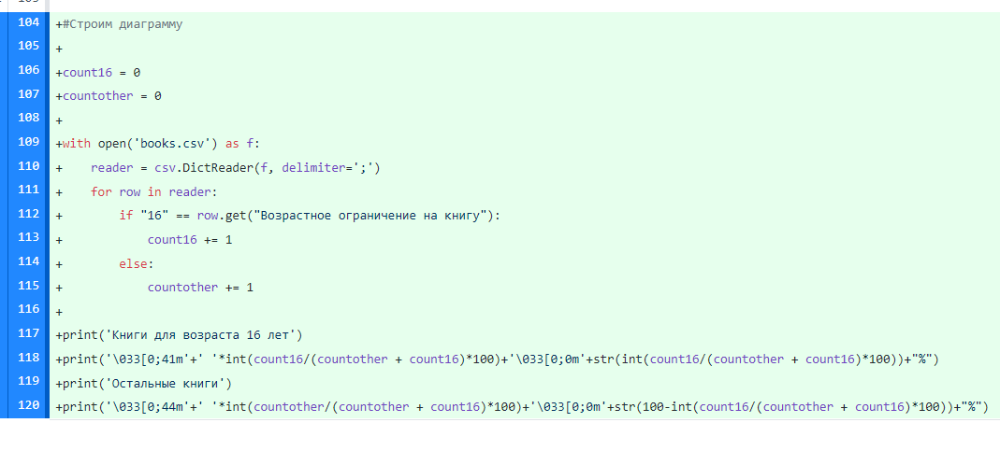 104 +#Строим диаграмму
105 +
106 +count16 = 0
107 +countother = 0
108 +
109 +with open('books.csv') as f:
110 +    reader = csv.DictReader(f, delimiter=';')
111 +    for row in reader:
112 +        if "16" == row.get("Возрастное ограничение на книгу"):
113 +            count16 += 1
114 +        else:
115 +            countother += 1
116 +
117 +print('Книги для возраста 16 лет')
118 +print('\033[0;41m'+' '*int(count16/(countother + count16)*100)+'\033[0;0m'+str(int(count16/(countother + count16)*100))+"%")
119 +print('Остальные книги')
120 +print('\033[0;44m'+' '*int(countother/(countother + count16)*100)+'\033[0;0m'+str(100-int(count16/(countother + count16)*100))+"%")